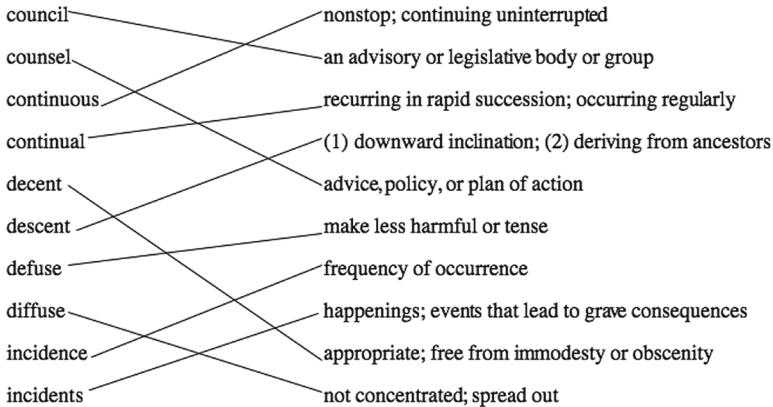 council nonstop; continuing uninterrupted
counsel an advisory or legislative body or group
continuous recurring in rapid succession; occurring regularly
continual (1) downward inclination; (2) deriving from ancestors
decent advice, policy, or plan of action
descent make less harmful or tense
defuse frequency of occurrence
diffuse happenings; events that lead to grave consequences
incidence appropriate; free from immodesty or obscenity
incidents not concentrated; spread out